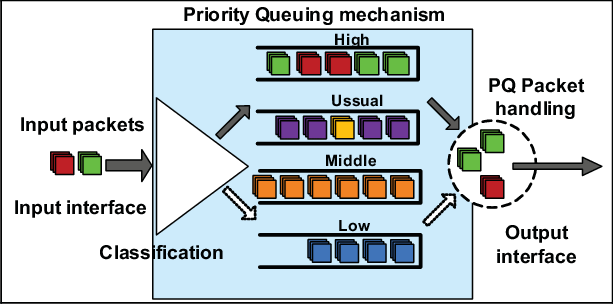 Priority Queuing mechanism
High
Ussual
Middle
Low
Input packets
Input interface
Classification
PQ Packet
handling
Output
interface